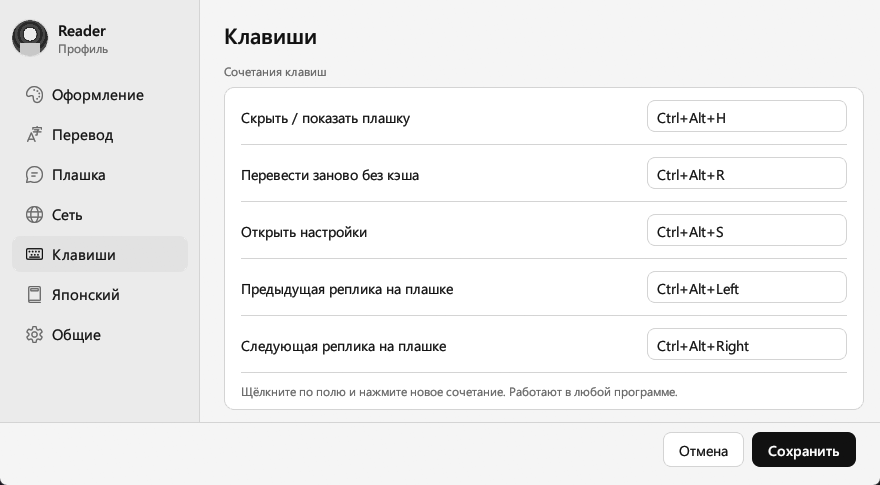 Reader
Профиль
Оформление
Перевод
Плашка
Сеть
Клавиши
Японский
Общие
Клавиши
Сочетания клавиш
Скрыть / показать плашку
Ctrl+Alt+H
Перевести заново без кэша
Ctrl+Alt+R
Открыть настройки
Ctrl+Alt+S
Предыдущая реплика на плашке
Ctrl+Alt+Left
Следующая реплика на плашке
Ctrl+Alt+Right
Щёлкните по полю и нажмите новое сочетание. Работают в любой программе.
Отмена
Сохранить